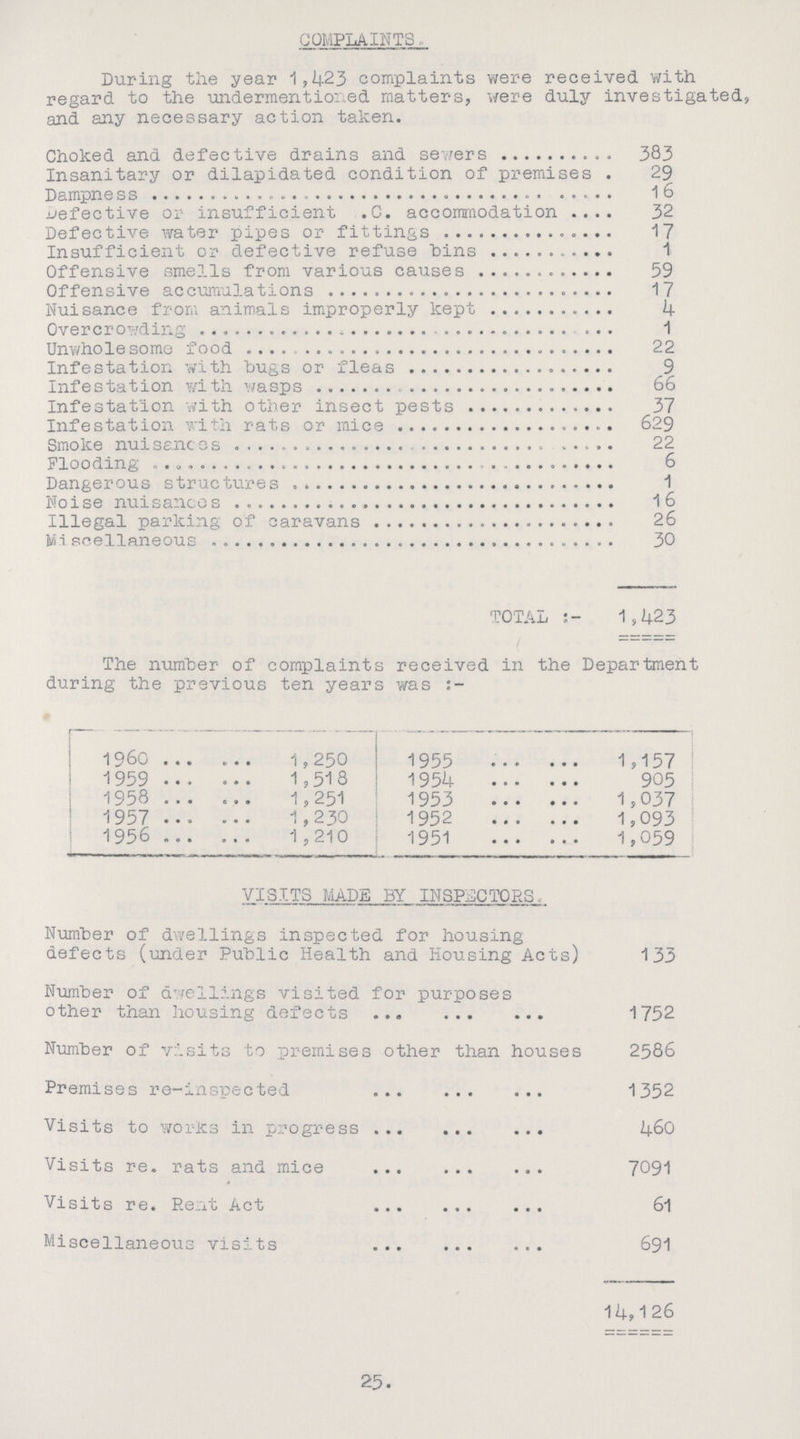 COMPLAINTS.
During the year 1,423 complaints were received with
regard to the undermentioned matters, were duly investigated,
and any necessary action taken.
Choked and defective drains and sewers .......... 383
Insanitary or dilapidated condition of premises . 29
Dampness ........................................ 16
Defective or insufficient .C. accommodation .... 32
Defective water pipes or fittings ............... 17
Insufficient or defective refuse bins ........... 1
Offensive smells from various causes ............ 59
Offensive accumulations ......................... 17
Nuisance from animals improperly kept ........... 4
Overcrowding .................................... 1
Unwholesome food ................................ 22
Infestation with bugs or fleas .................. 9
Infestation with wasps .......................... 66
Infestation with other insect pests ............. 37
Infestation with rats or mice ................... 629
Smoke nuisances ................................. 22
Flooding ........................................ 6
Dangerous structures ............................ 1
Noise nuisances ................................. 16
Illegal parking of caravans ..................... 26
Miscellaneous ................................... 30
TOTAL :- 1,423
The number of complaints received in the Department
during the previous ten years was :-
1960 ... ... 1,250 1955 ... ... 1,157
1959 ... ... 1,518 1954 ... ... 905
1958 ... ... 1,251 1953 ... ... 1,037
1957 ... ... 1,230 1952 ... ... 1,093
1956 ... ... 1,210 1951 ... ... 1,059
VISITS MADE BY INSPECTORS.
Number of dwellings inspected for housing
defects (under Public Health and Housing Acts) 133
Number of dwellings visited for purposes
other than housing defects ... ... ... 1752
Number of visits to premises other than houses 2586
Premises re-inspected ... ... ... 1352
Visits to works in progress ... ... ... 460
Visits re. rats and mice ... ... ... 7091
Visits re. Rent Act ... ... ... 61
Miscellaneous visits ... ... ... 691
14,126
25.